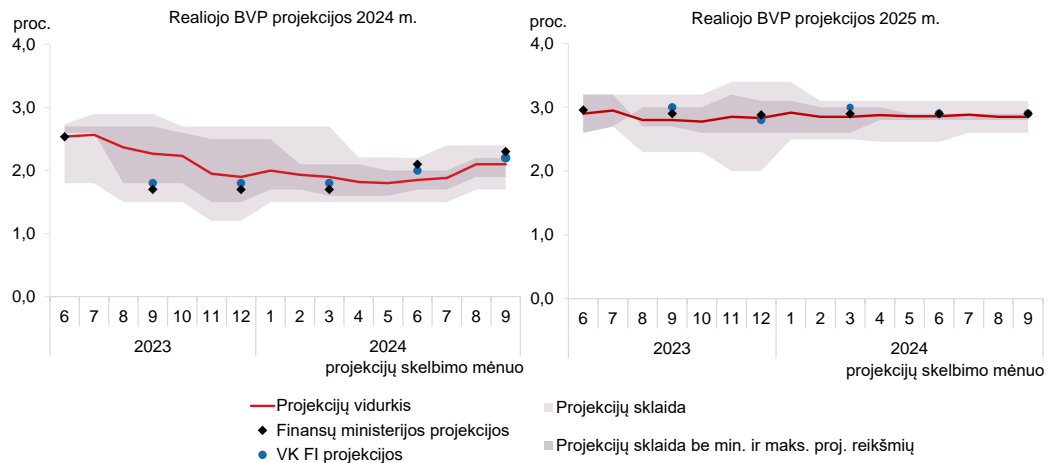 Realiojo BVP projekcijos 2024 m.
proc.
4,0
3,0
2,0
1,0
0,0
6 7 8 9 10 11 12 1 2 3 4 5 6 7 8 9
2023 2024
projekcijų skelbimo mėnuo
Realiojo BVP projekcijos 2025 m.
proc.
4,0
3,0
2,0
1,0
0,0
6 7 8 9 10 11 12 1 2 3 4 5 6 7 8 9
2023 2024
projekcijų skelbimo mėnuo
Projekcijų vidurkis
Finansų ministerijos projekcijos
VK FI projekcijos
Projekcijų sklaida
Projekcijų sklaida be min. ir maks. proj. reikšmių